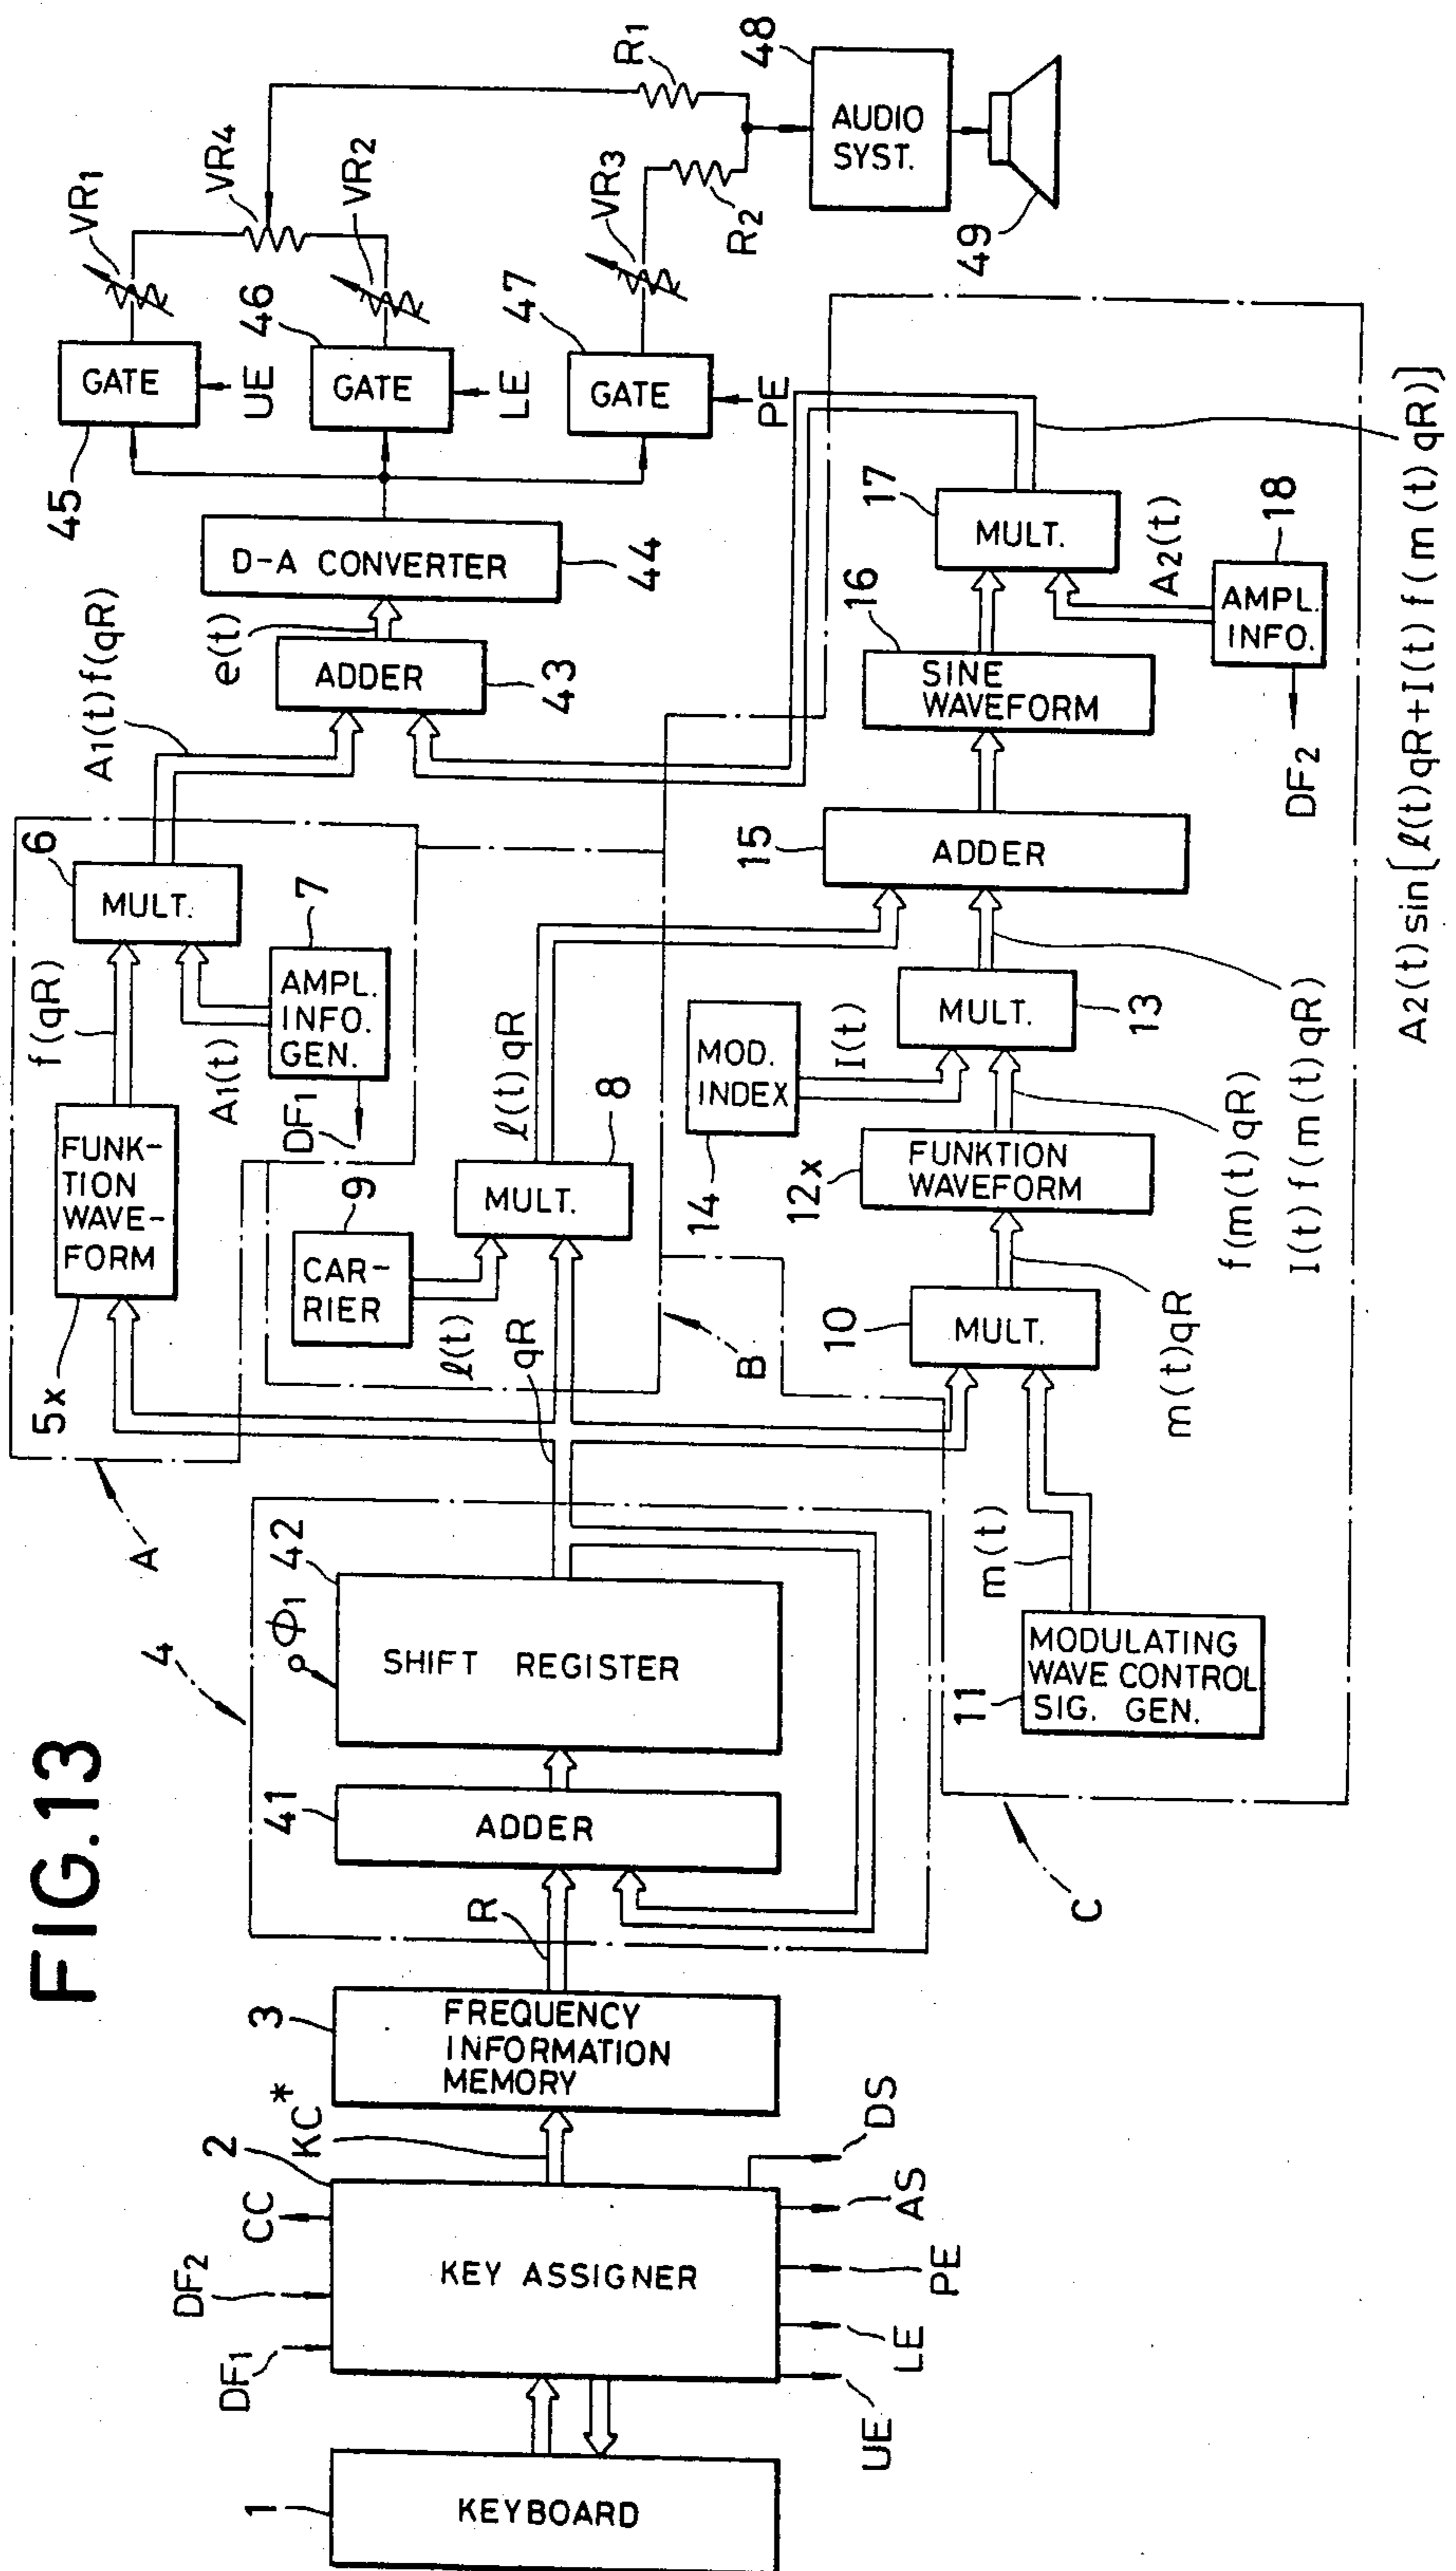 FIG.13
1
KEYBOARD
DF1
DF2
CC
2
KEY ASSIGNER
KC*
UE
LE
PE
AS
DS
3
FREQUENCY
INFORMATION
MEMORY
R
4
41
ADDER
42
Φ1
SHIFT REGISTER
qR
A
5x
FUNK-
TION
WAVE-
FORM
f(qR)
6
MULT.
7
AMPL.
INFO.
GEN.
A1(t)
DF1
A1(t)f(qR)
B
9
CAR-
RIER
ℓ(t)
8
MULT.
ℓ(t)qR
C
11
MODULATING
WAVE CONTROL
SIG. GEN.
m(t)
10
MULT.
m(t)qR
12x
FUNKTION
WAVEFORM
f(m(t)qR)
14
MOD.
INDEX
I(t)
13
MULT.
I(t)f(m(t)qR)
15
ADDER
16
SINE
WAVEFORM
17
MULT.
A2(t)
18
AMPL.
INFO.
DF2
A2(t)sin{ℓ(t)qR+I(t)f(m(t)qR)}
e(t)
ADDER
43
D-A CONVERTER
44
45
GATE
UE
VR1
46
GATE
LE
VR2
VR4
47
GATE
PE
VR3
R1
R2
48
AUDIO
SYST.
49